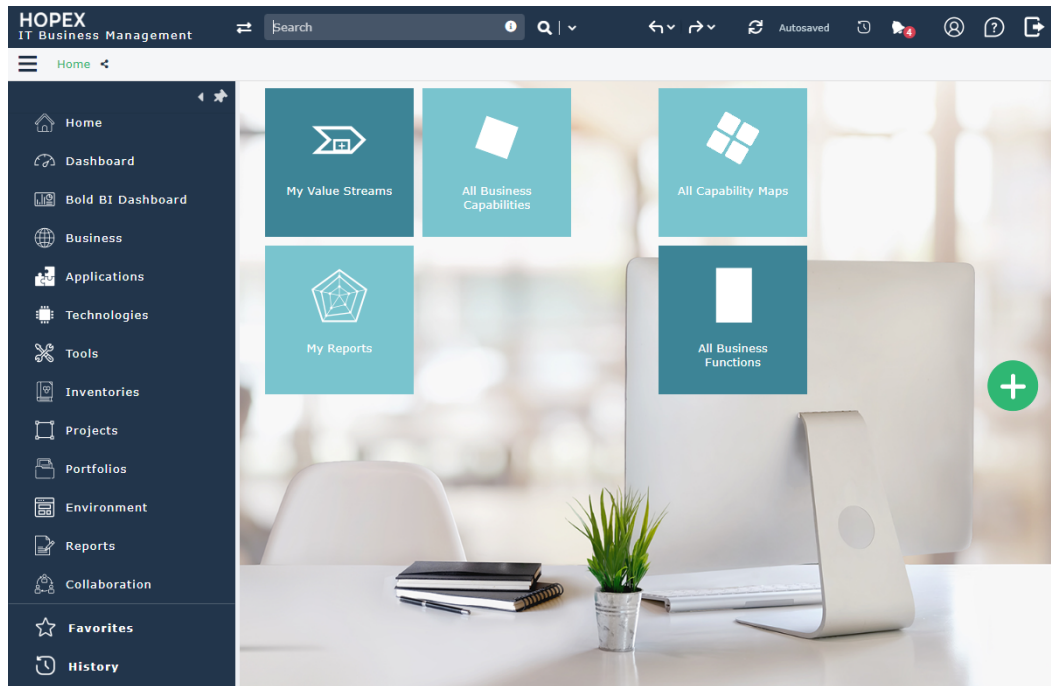 HOPEX
IT Business Management
Search
Autosaved
4
Home
Home
Dashboard
Bold BI Dashboard
Business
Applications
Technologies
Tools
Inventories
Projects
Portfolios
Environment
Reports
Collaboration
Favorites
History
My Value Streams
All Business
Capabilities
All Capability Maps
My Reports
All Business
Functions